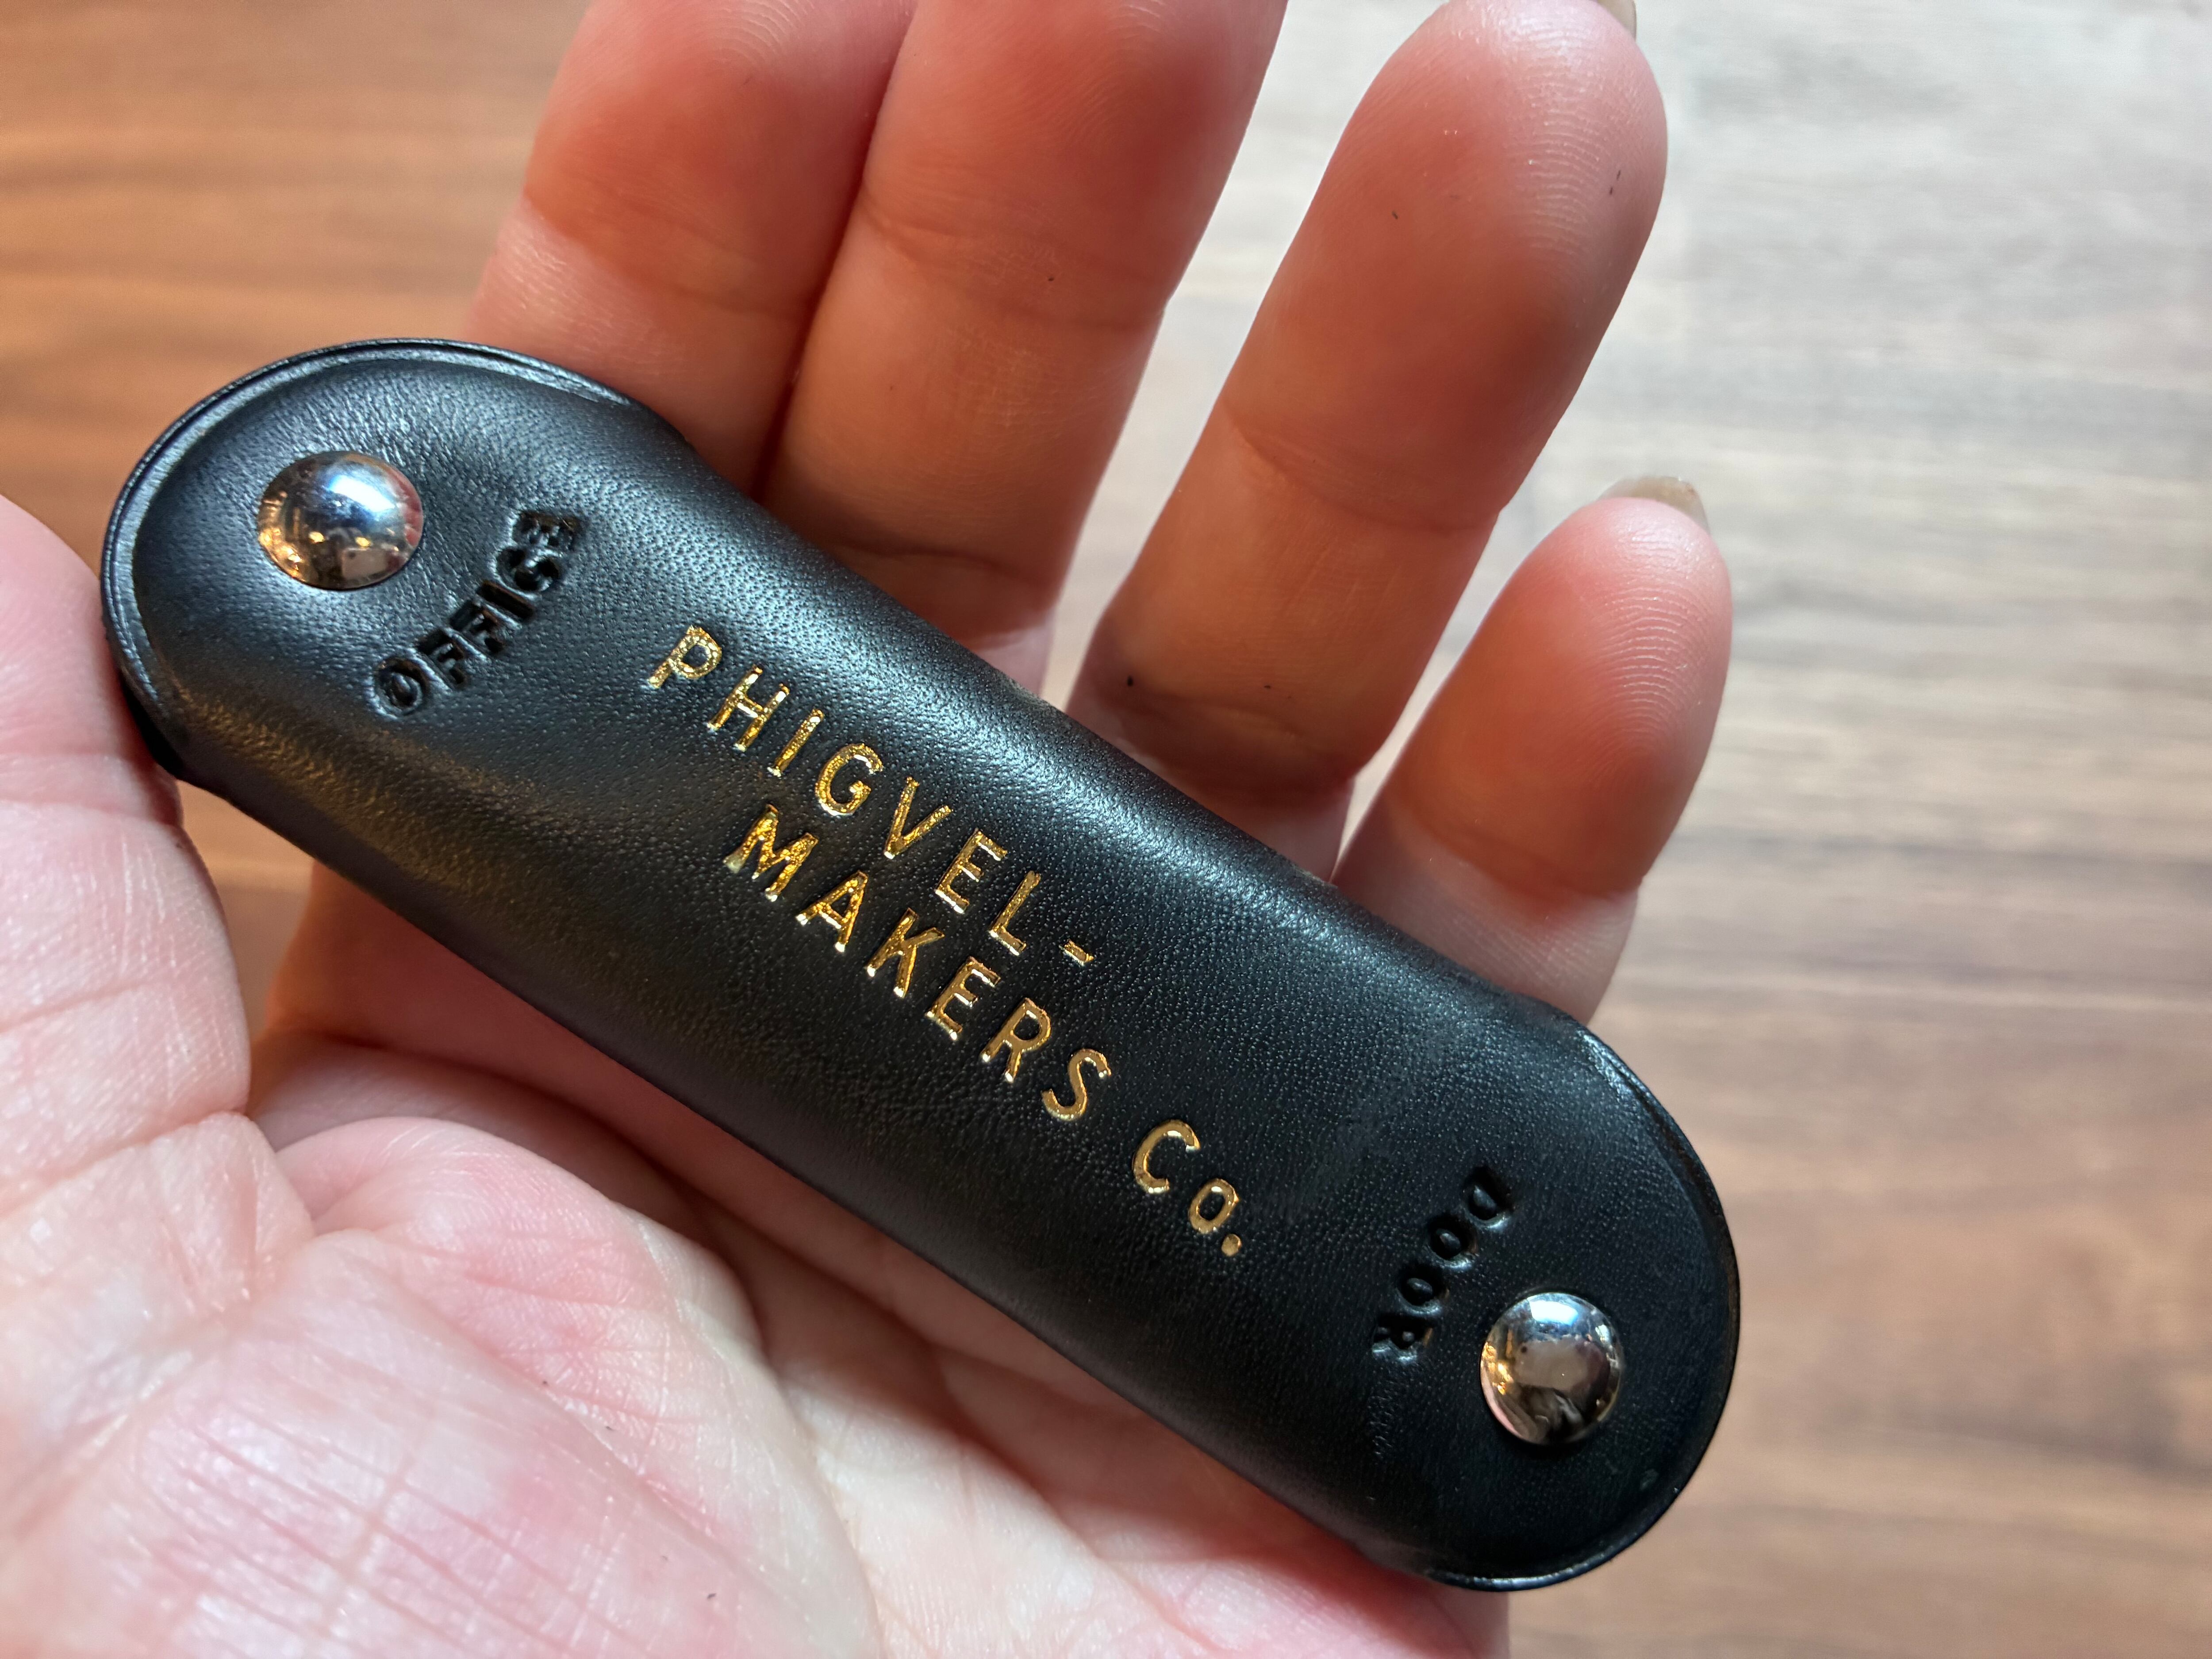 OFFICE
PHIGVEL-
MAKERS Co.
DOOR